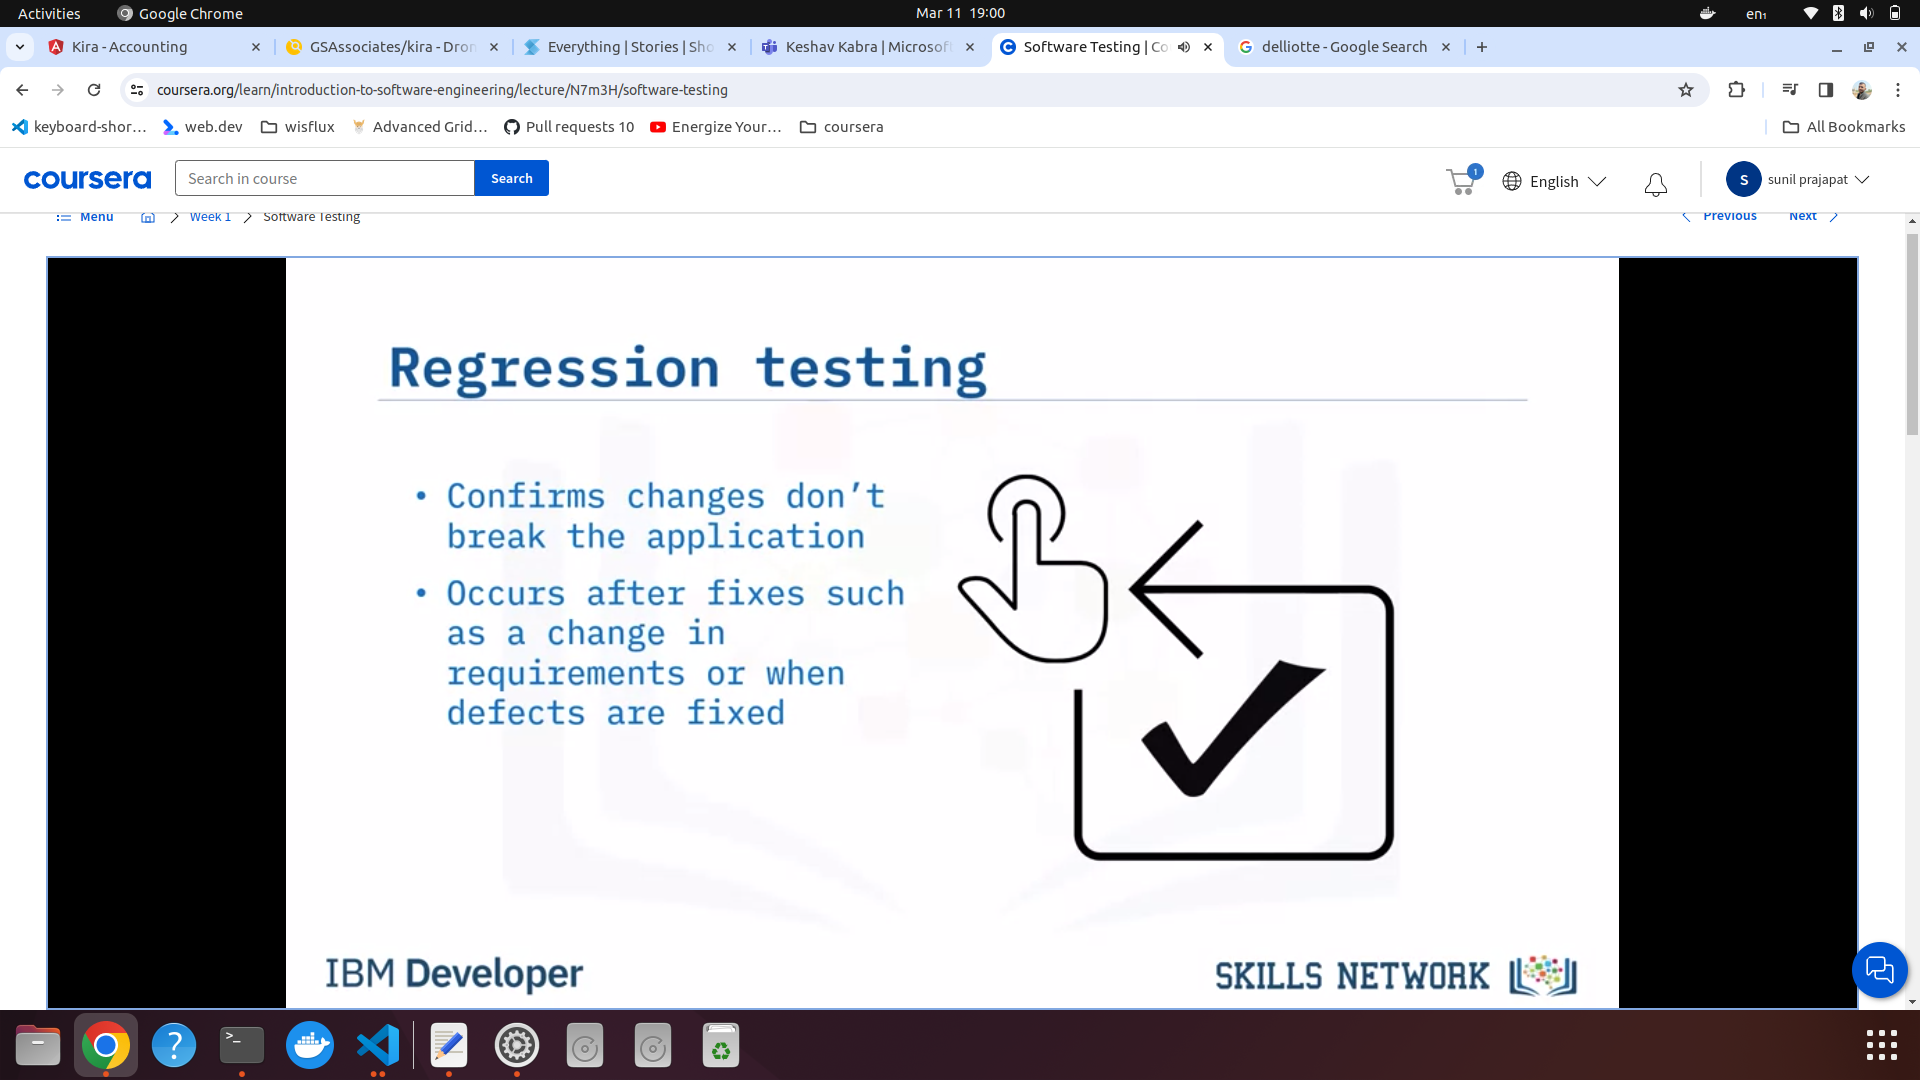 Activities Google Chrome Mar 11 19:00 en₁
Kira - Accounting GSAssociates/kira - Dron Everything | Stories | Sho Keshav Kabra | Microsof Software Testing | Co delliotte - Google Search
coursera.org/learn/introduction-to-software-engineering/lecture/N7m3H/software-testing
keyboard-shor... web.dev wisflux Advanced Grid... Pull requests 10 Energize Your... coursera All Bookmarks
coursera Search in course Search 1 English S sunil prajapat
Menu Week 1 Software Testing Previous Next
Regression testing
• Confirms changes don't
break the application
• Occurs after fixes such
as a change in
requirements or when
defects are fixed
IBM Developer SKILLS NETWORK